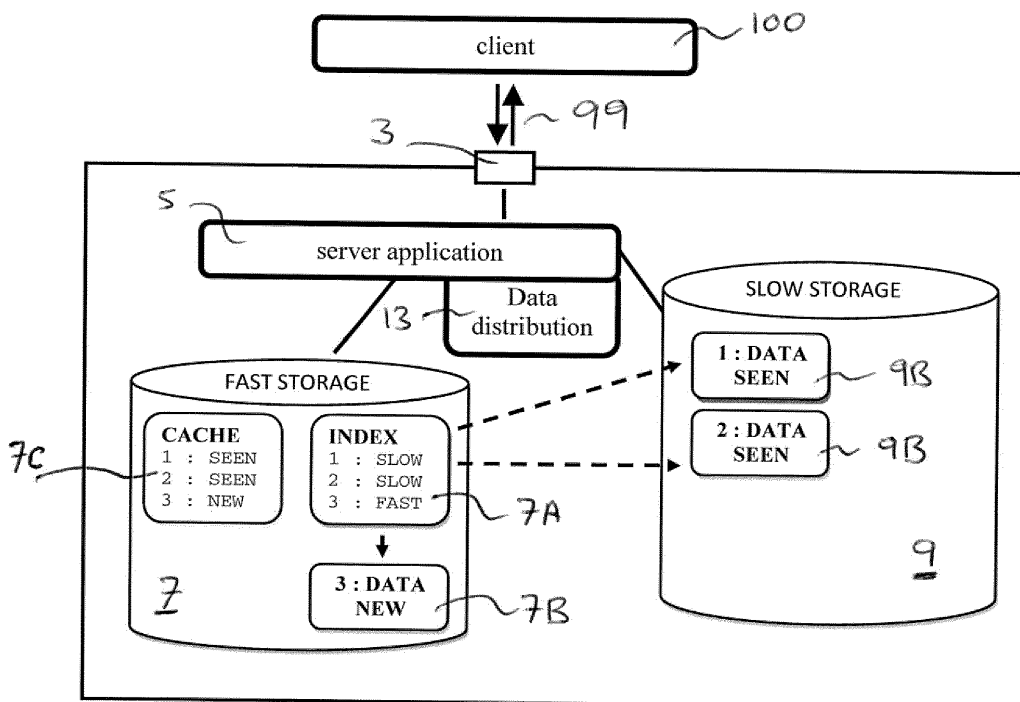 client
100
99
3
5
server application
Data
distribution
13
SLOW STORAGE
1 : DATA
SEEN
9B
2 : DATA
SEEN
9B
9
FAST STORAGE
CACHE
1 : SEEN
2 : SEEN
3 : NEW
7C
INDEX
1 : SLOW
2 : SLOW
3 : FAST
7A
3 : DATA
NEW
7B
7